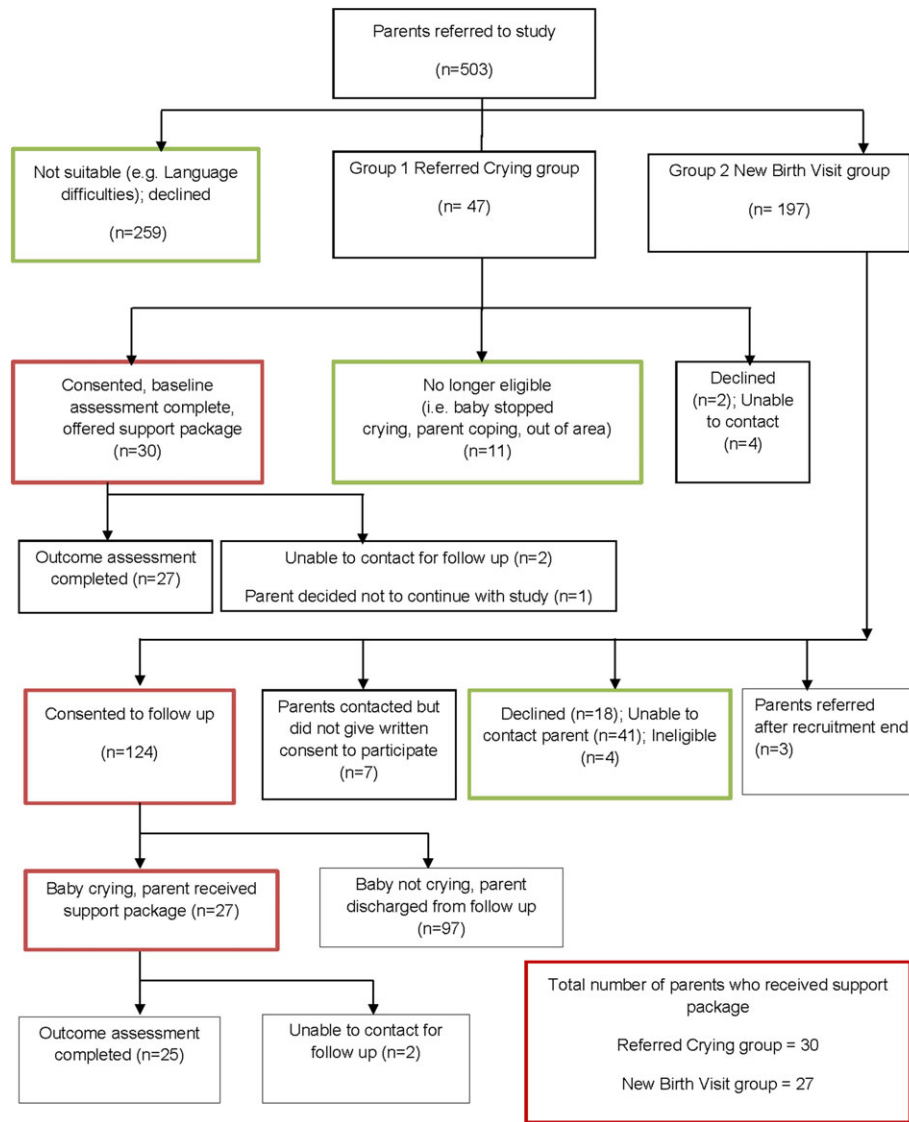 Parents referred to study
(n=503)
Not suitable (e.g. Language
difficulties); declined
(n=259)
Group 1 Referred Crying group
(n= 47)
Group 2 New Birth Visit group
(n= 197)
Consented, baseline
assessment complete,
offered support package
(n=30)
No longer eligible
(i.e. baby stopped
crying, parent coping, out of area)
(n=11)
Declined
(n=2); Unable
to contact
(n=4)
Outcome assessment
completed (n=27)
Unable to contact for follow up (n=2)
Parent decided not to continue with study (n=1)
Consented to follow up
(n=124)
Parents contacted but
did not give written
consent to participate
(n=7)
Declined (n=18); Unable to
contact parent (n=41); Ineligible
(n=4)
Parents referred
after recruitment end
(n=3)
Baby crying, parent received
support package (n=27)
Baby not crying, parent
discharged from follow up
(n=97)
Outcome assessment
completed (n=25)
Unable to contact for
follow up (n=2)
Total number of parents who received support
package
Referred Crying group = 30
New Birth Visit group = 27